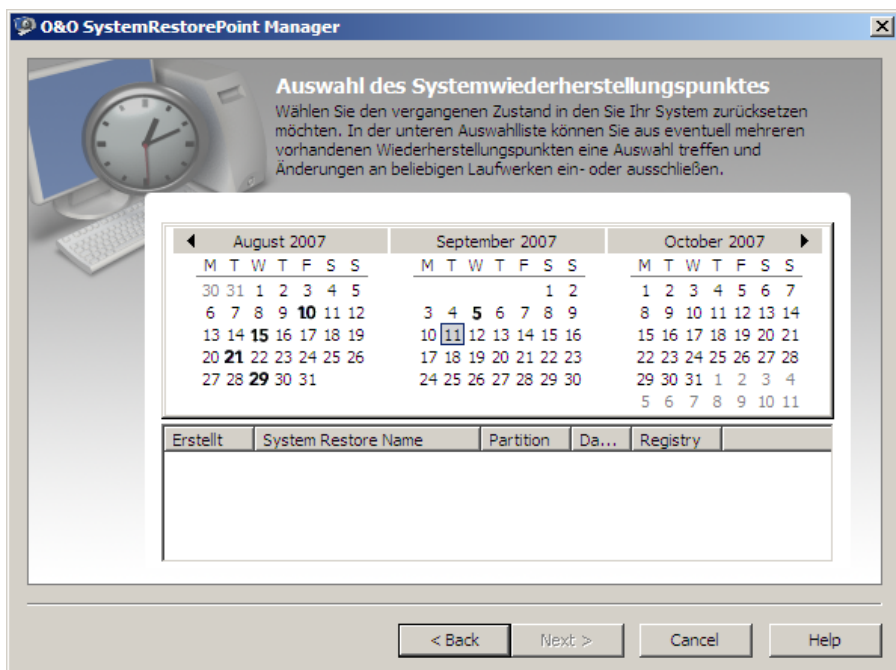 O&O SystemRestorePoint Manager
Auswahl des Systemwiederherstellungspunktes
Wählen Sie den vergangenen Zustand in den Sie Ihr System zurücksetzen
möchten. In der unteren Auswahlliste können Sie aus eventuell mehreren
vorhandenen Wiederherstellungspunkten eine Auswahl treffen und
Änderungen an beliebigen Laufwerken ein- oder ausschließen.
August 2007 September 2007 October 2007
M T W T F S S M T W T F S S M T W T F S S
30 31 1 2 3 4 5 1 2 1 2 3 4 5 6 7
6 7 8 9 10 11 12 3 4 5 6 7 8 9 8 9 10 11 12 13 14
13 14 15 16 17 18 19 10 11 12 13 14 15 16 15 16 17 18 19 20 21
20 21 22 23 24 25 26 17 18 19 20 21 22 23 22 23 24 25 26 27 28
27 28 29 30 31 24 25 26 27 28 29 30 29 30 31 1 2 3 4
5 6 7 8 9 10 11
Erstellt System Restore Name Partition Da... Registry
< Back Next > Cancel Help